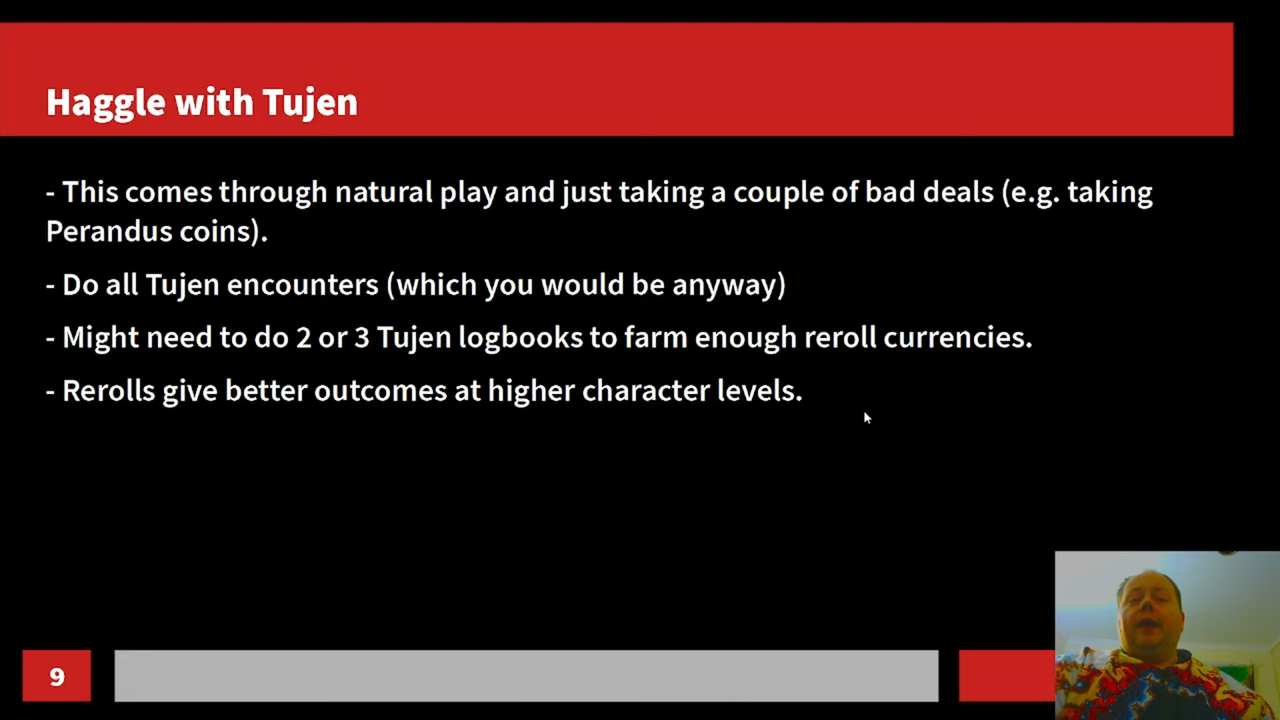 Haggle with Tujen
- This comes through natural play and just taking a couple of bad deals (e.g. taking
Perandus coins).
- Do all Tujen encounters (which you would be anyway)
- Might need to do 2 or 3 Tujen logbooks to farm enough reroll currencies.
- Rerolls give better outcomes at higher character levels.
9